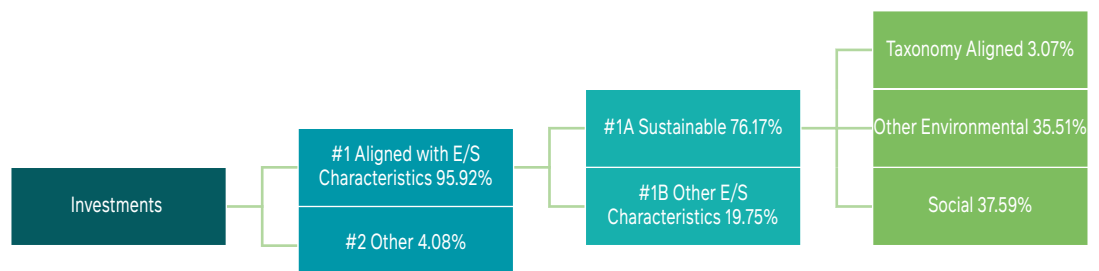 Investments
#1 Aligned with E/S
Characteristics 95.92%
#2 Other 4.08%
#1A Sustainable 76.17%
#1B Other E/S
Characteristics 19.75%
Taxonomy Aligned 3.07%
Other Environmental 35.51%
Social 37.59%